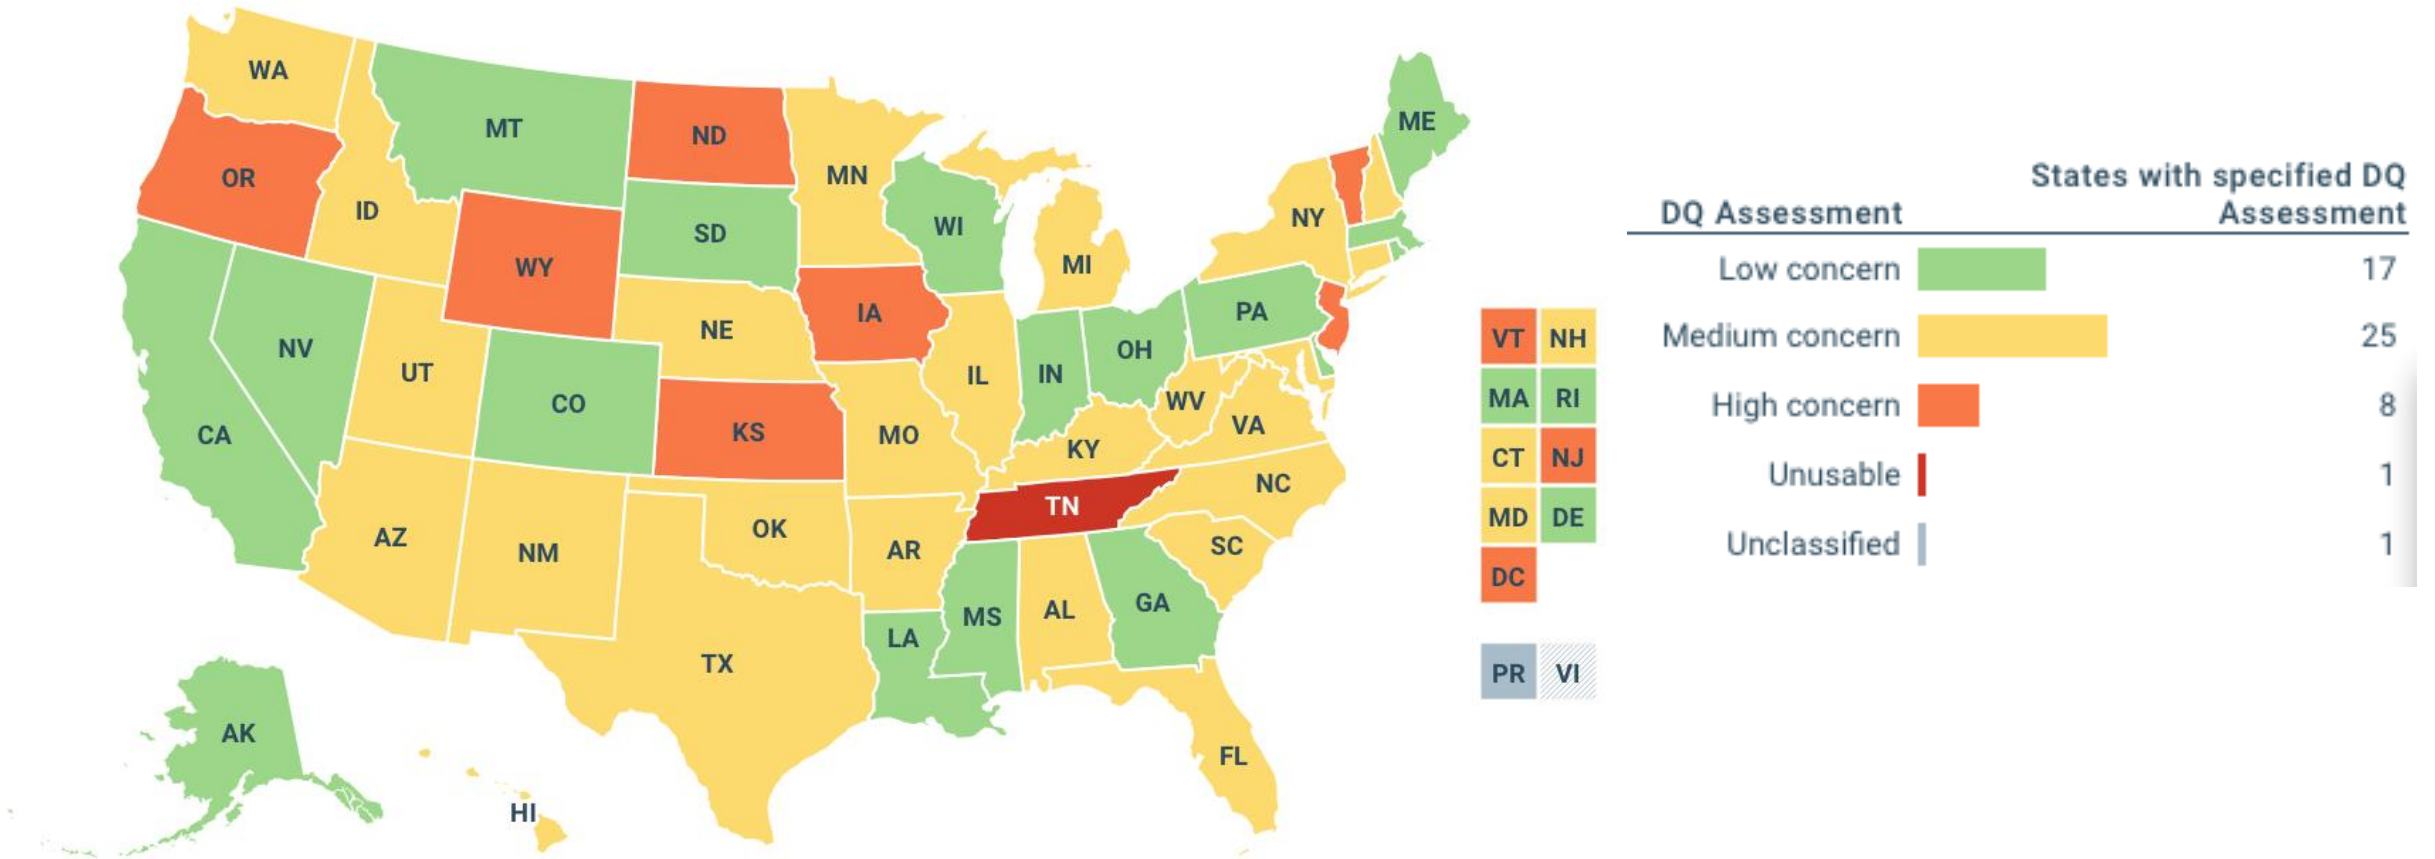 WA
MT
ND
MN
ME
OR
ID
WY
SD
WI
MI
NY
IA
NE
PA
NV
UT
CO
CA
KS
MO
IL
IN
OH
WV
VA
KY
NC
TN
AZ
NM
OK
AR
SC
MS
AL
GA
LA
TX
AK
HI
FL
VT NH
MA RI
CT NJ
MD DE
DC
PR VI
States with specified DQ
DQ Assessment Assessment
Low concern 17
Medium concern 25
High concern 8
Unusable 1
Unclassified 1